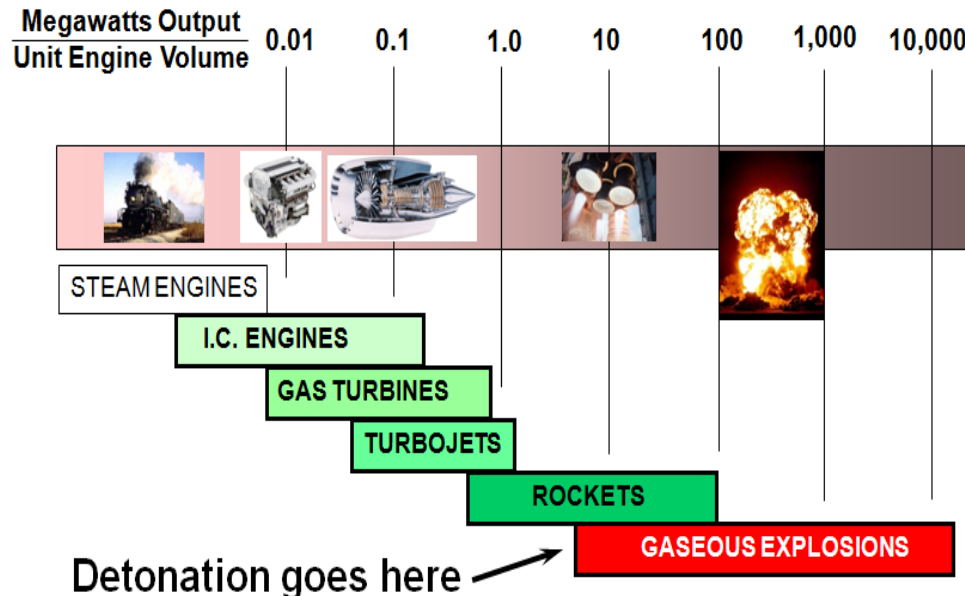 Megawatts Output
Unit Engine Volume
0.01 0.1 1.0 10 100 1,000 10,000
STEAM ENGINES
I.C. ENGINES
GAS TURBINES
TURBOJETS
ROCKETS
GASEOUS EXPLOSIONS
Detonation goes here